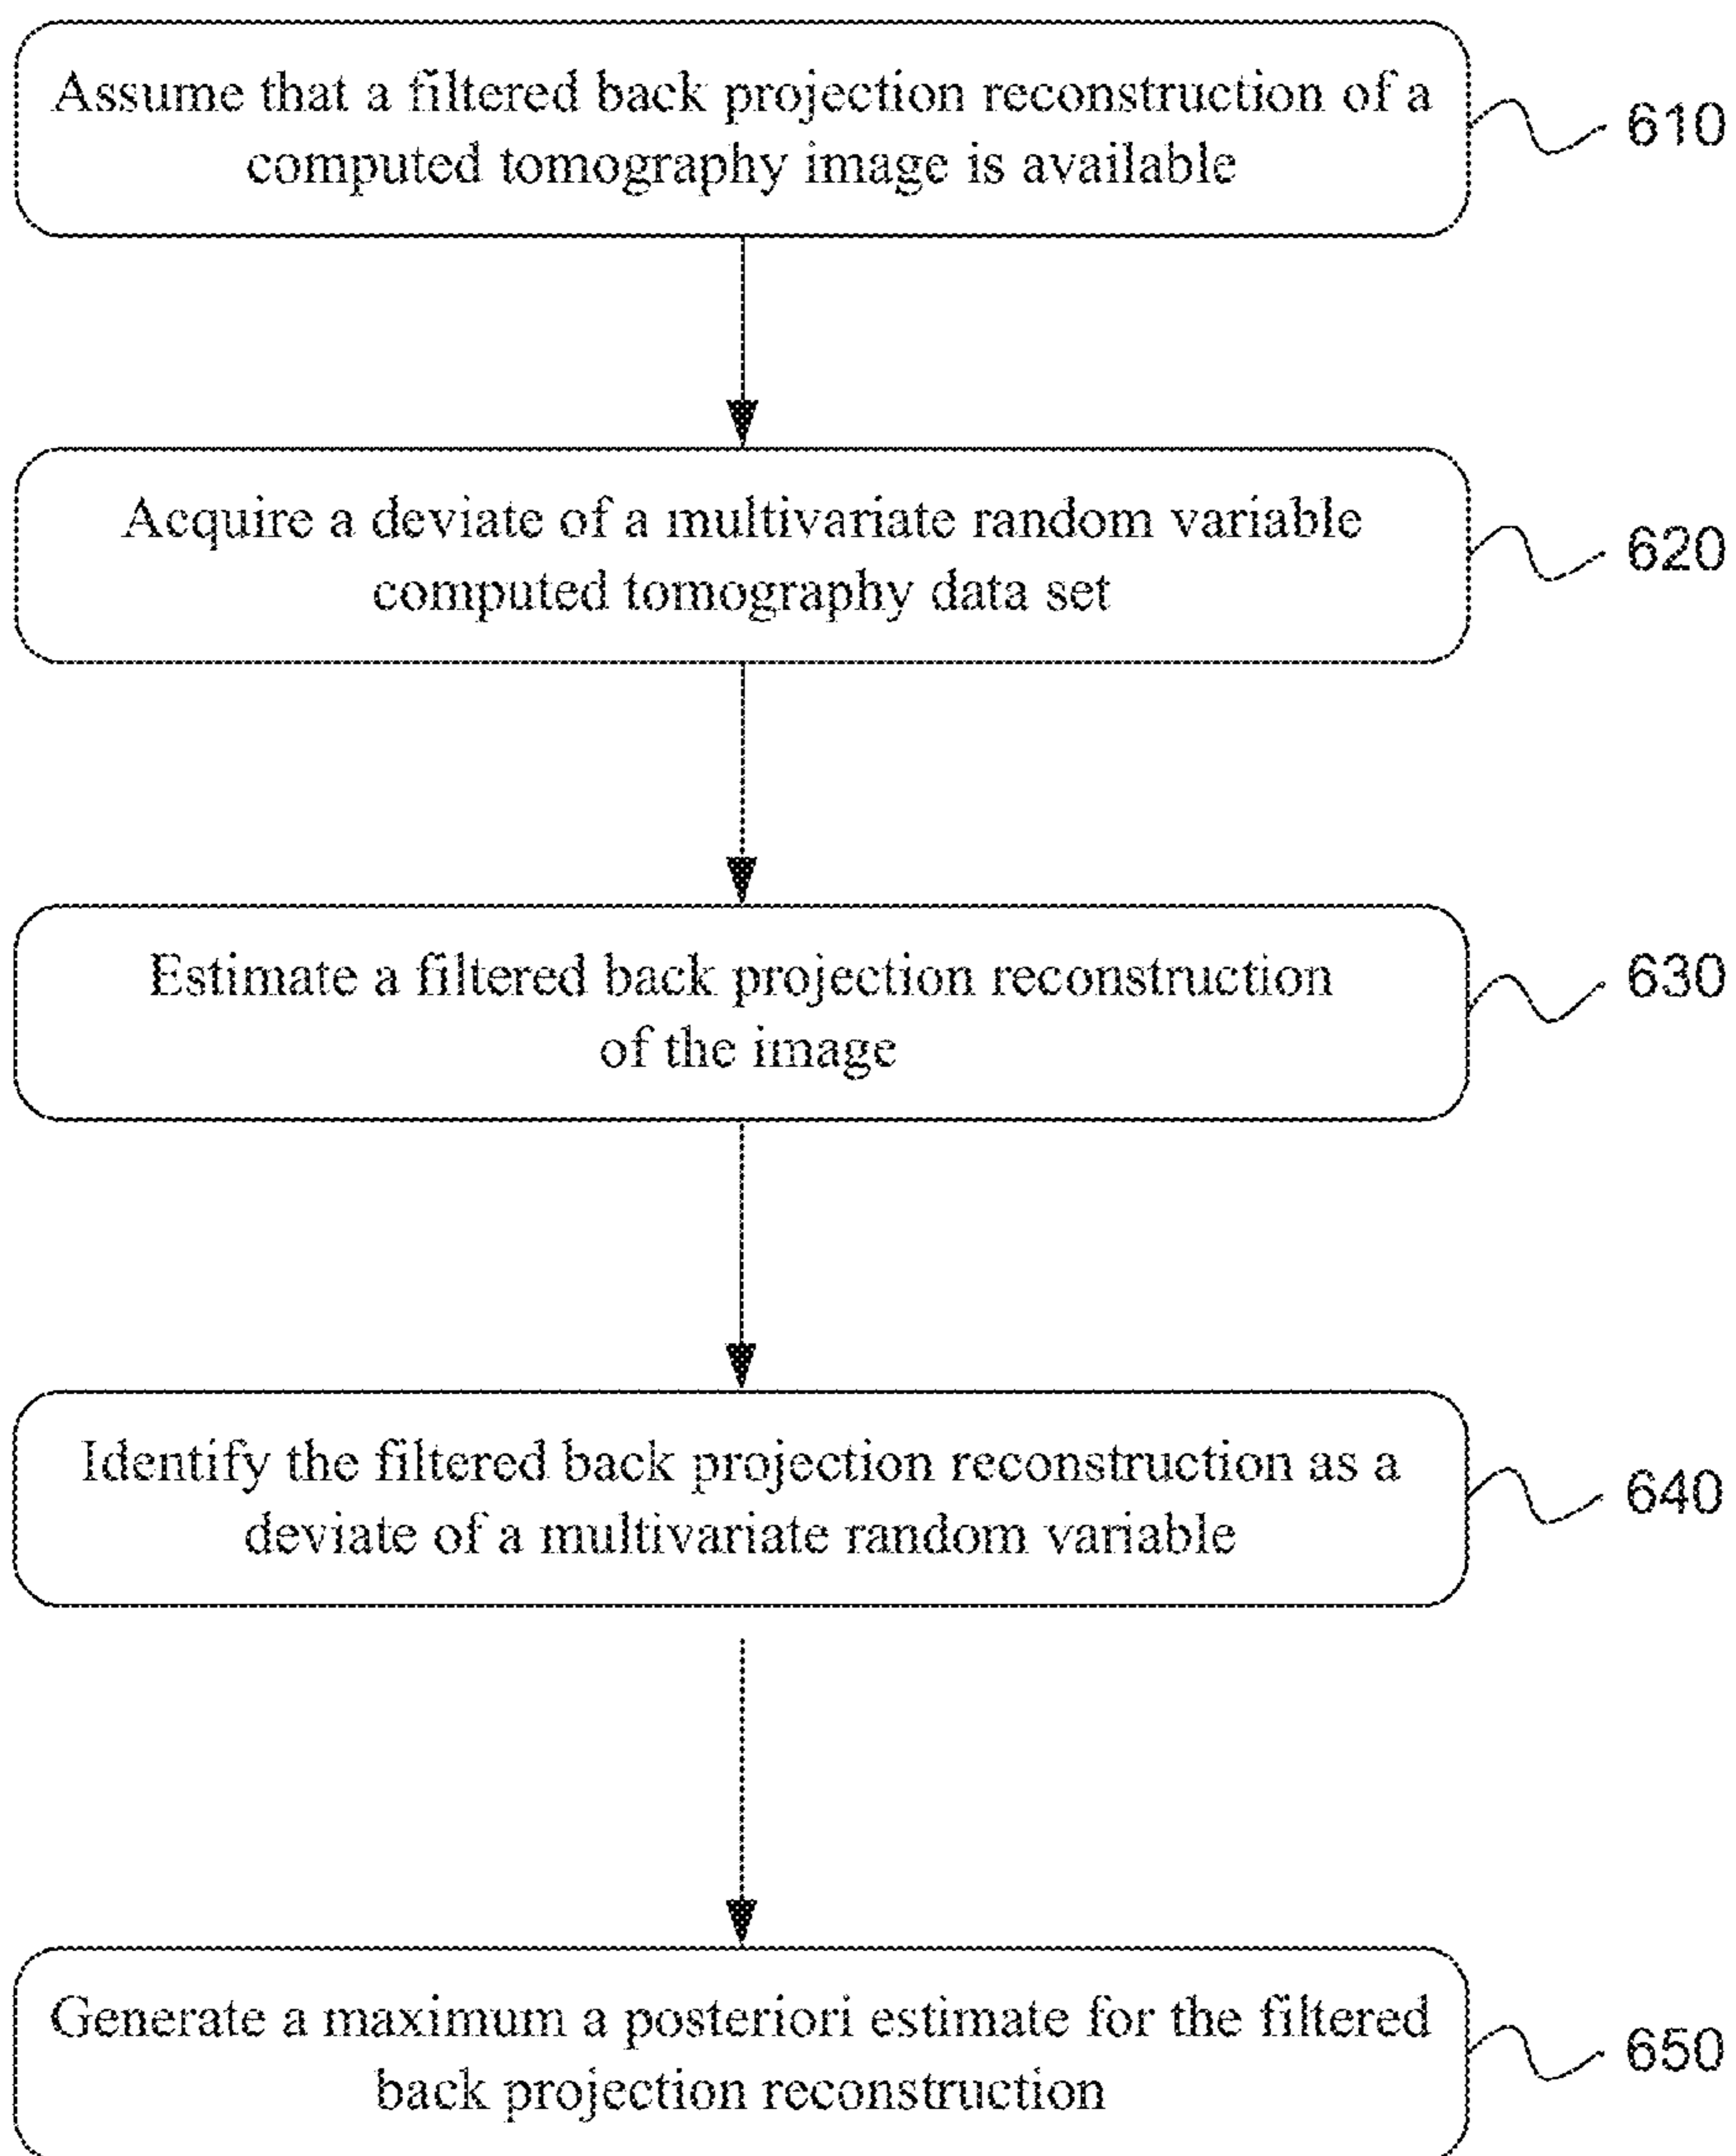 Assume that a filtered back projection reconstruction of a
computed tomography image is available
610
Acquire a deviate of a multivariate random variable
computed tomography data set
620
Estimate a filtered back projection reconstruction
of the image
630
Identify the filtered back projection reconstruction as a
deviate of a multivariate random variable
640
Generate a maximum a posteriori estimate for the filtered
back projection reconstruction
650